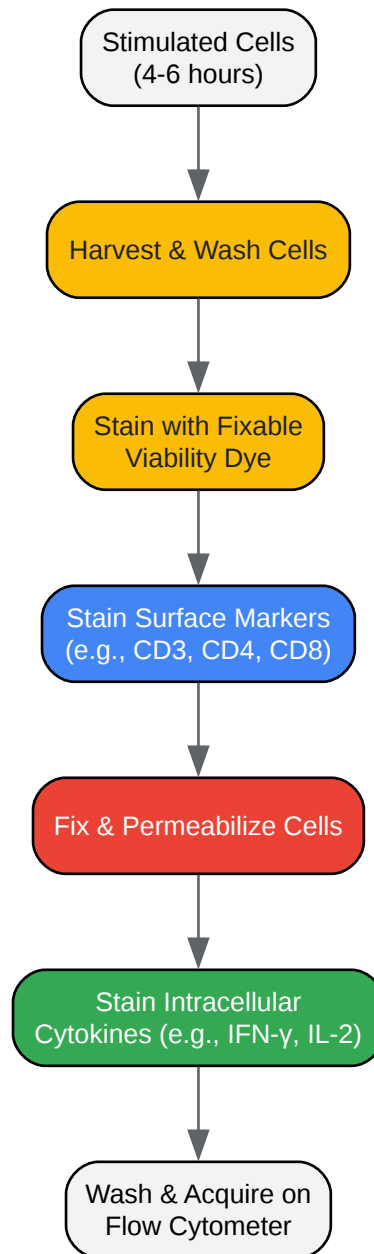 Stimulated Cells
(4-6 hours)
Harvest & Wash Cells
Stain with Fixable
Viability Dye
Stain Surface Markers
(e.g., CD3, CD4, CD8)
Fix & Permeabilize Cells
Stain Intracellular
Cytokines (e.g., IFN-γ, IL-2)
Wash & Acquire on
Flow Cytometer